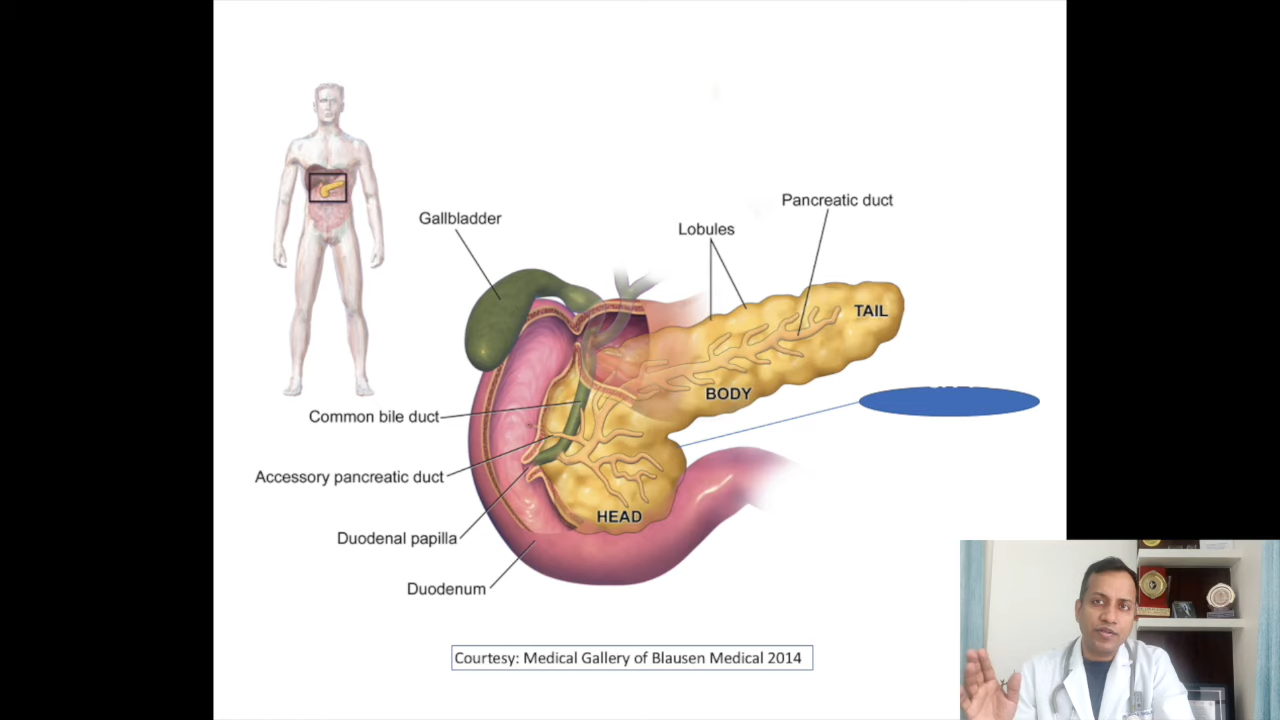 Pancreatic duct
Gallbladder
Lobules
TAIL
BODY
Common bile duct
Accessory pancreatic duct
HEAD
Duodenal papilla
Duodenum
Courtesy: Medical Gallery of Blausen Medical 2014